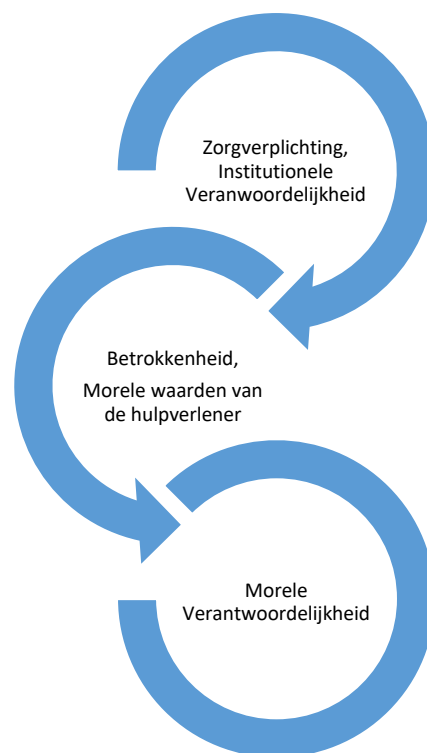 Zorgverplichting,
Institutionele
Veranwoordelijkheid
Betrokkenheid,
Morele waarden van
de hulpverlener
Morele
Verantwoordelijkheid